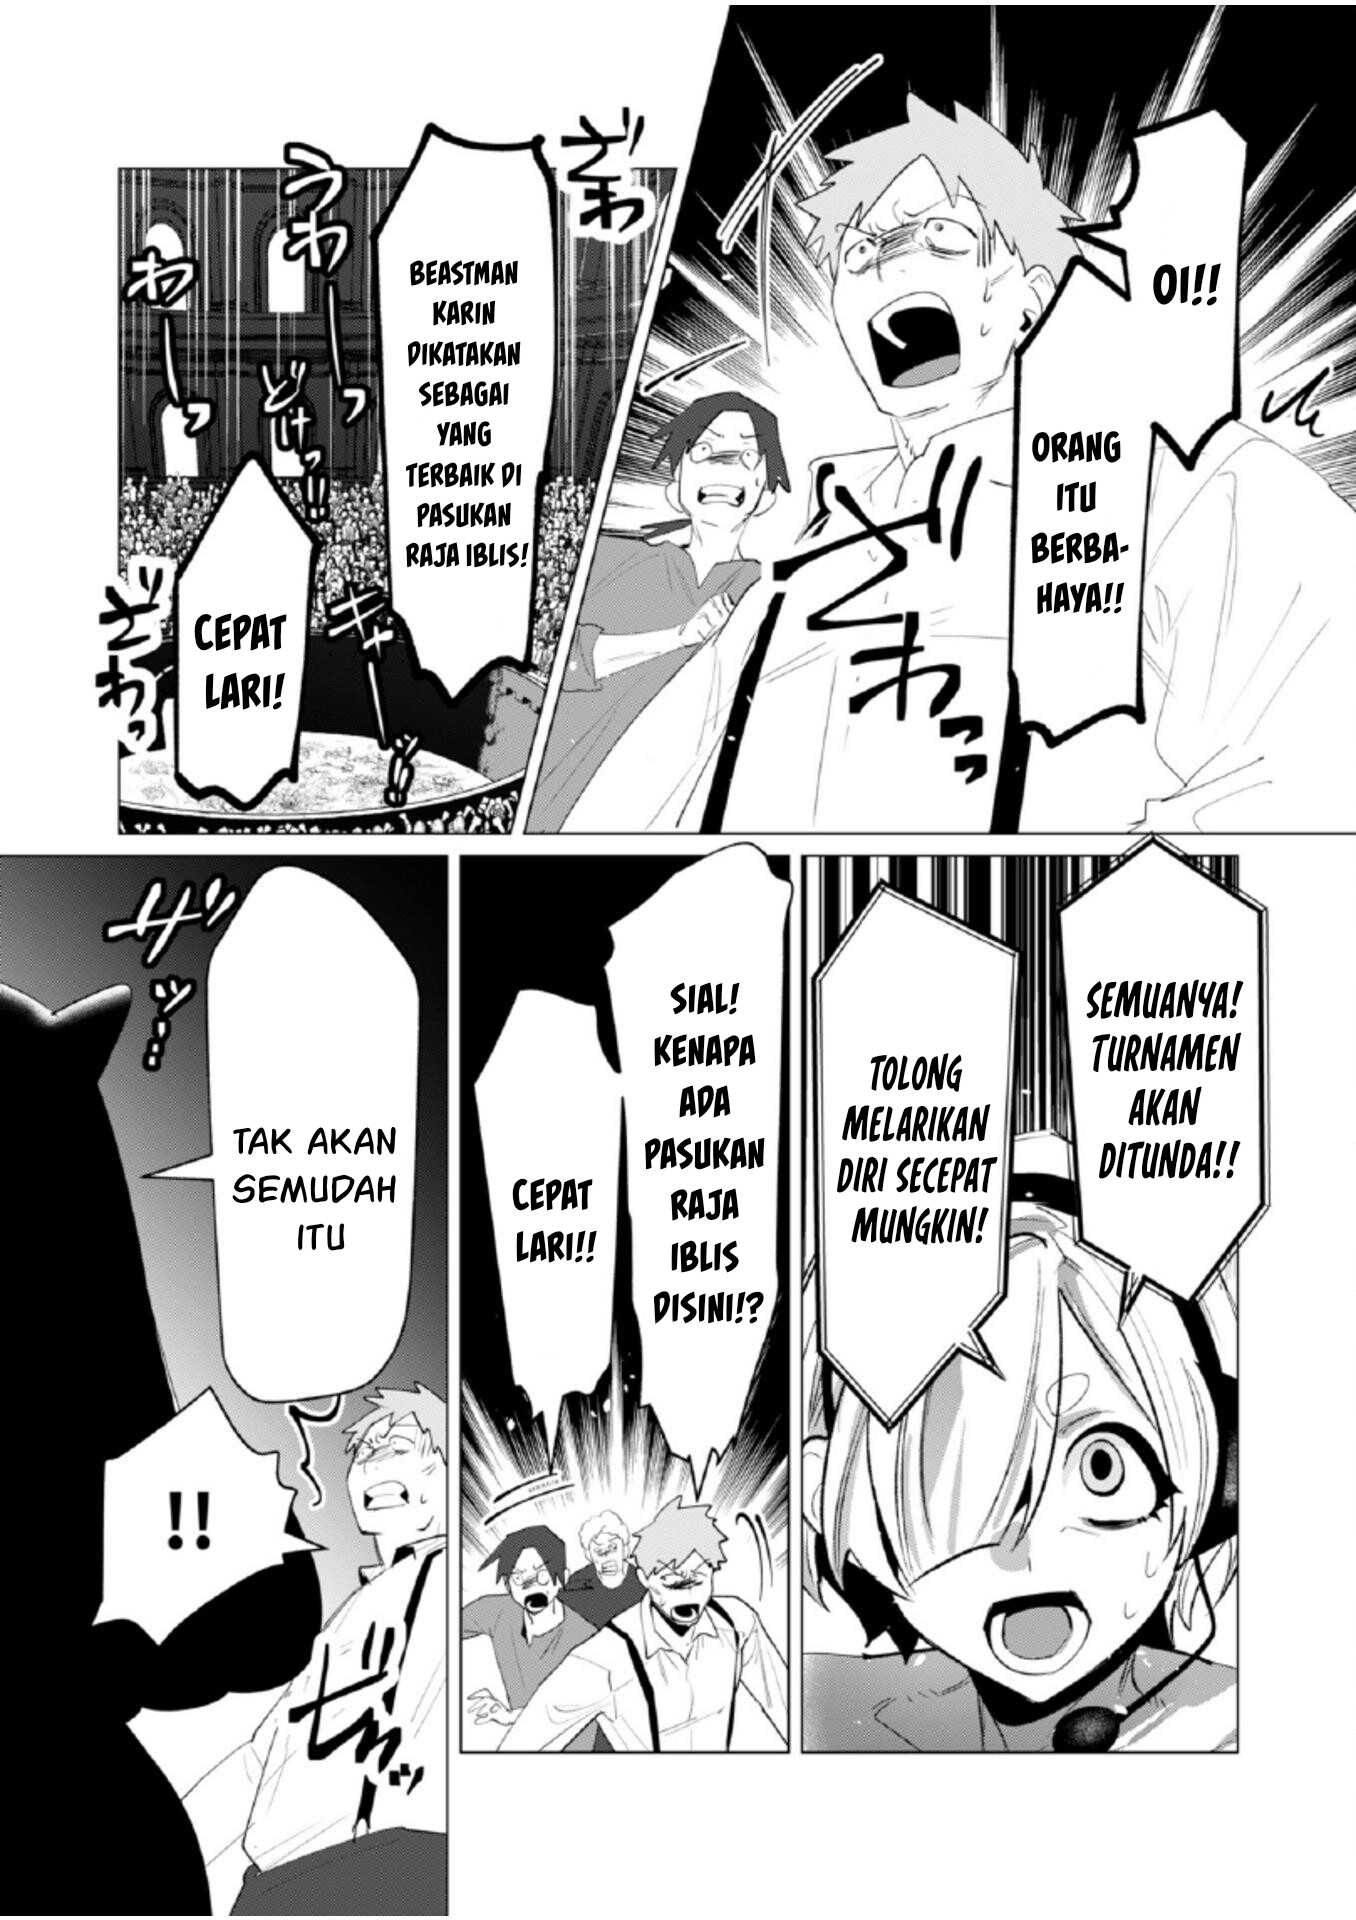 OI!!
ORANG
ITU
BERBA-
HAYA!!
ざわっ
ざわ
BEASTMAN
KARIN
DIKATAKAN
SEBAGAI
YANG
TERBAIK DI
PASUKAN
RAJA IBLIS!
うわーっ
わーっ
どけっ
CEPAT
LARI!
キャー
ざわっ
SEMUANYA!
TURNAMEN
AKAN
DITUNDA!!
TOLONG
MELARIKAN
DIRI SECEPAT
MUNGKIN!
SIAL!
KENAPA
ADA
PASUKAN
RAJA
IBLIS
DISINI!?
CEPAT
LARI!!
ザッ
TAK AKAN
SEMUDAH
ITU
!!